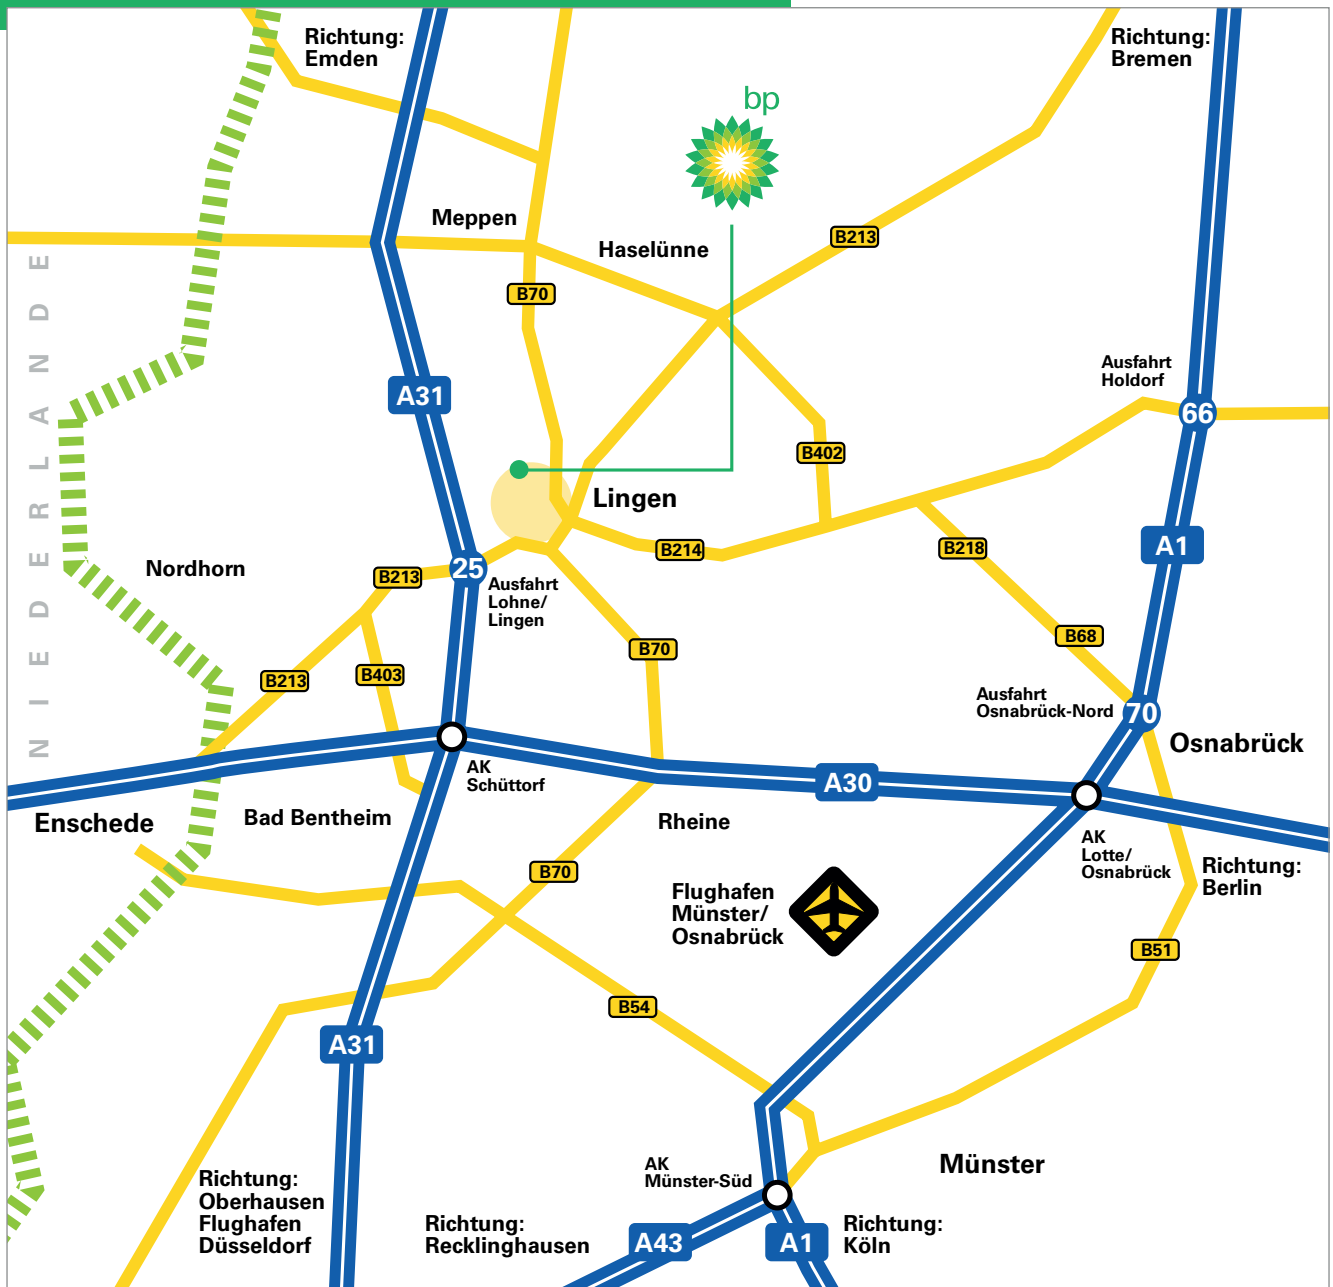 Richtung:
Emden
Richtung:
Bremen
bp
Meppen
Haselünne
B213
B70
NIEDERLANDE
A31
Ausfahrt
Holdorf
66
B402
Lingen
B214
B218
A1
Nordhorn
B213
25
Ausfahrt
Lohne/
Lingen
B70
B68
B213
B403
Ausfahrt
Osnabrück-Nord
70
Osnabrück
AK
Schüttorf
A30
Enschede
Bad Bentheim
Rheine
AK
Lotte/
Osnabrück
Richtung:
Berlin
B70
Flughafen
Münster/
Osnabrück
B51
B54
A31
AK
Münster-Süd
Münster
Richtung:
Oberhausen
Flughafen
Düsseldorf
Richtung:
Recklinghausen
A43
A1
Richtung:
Köln